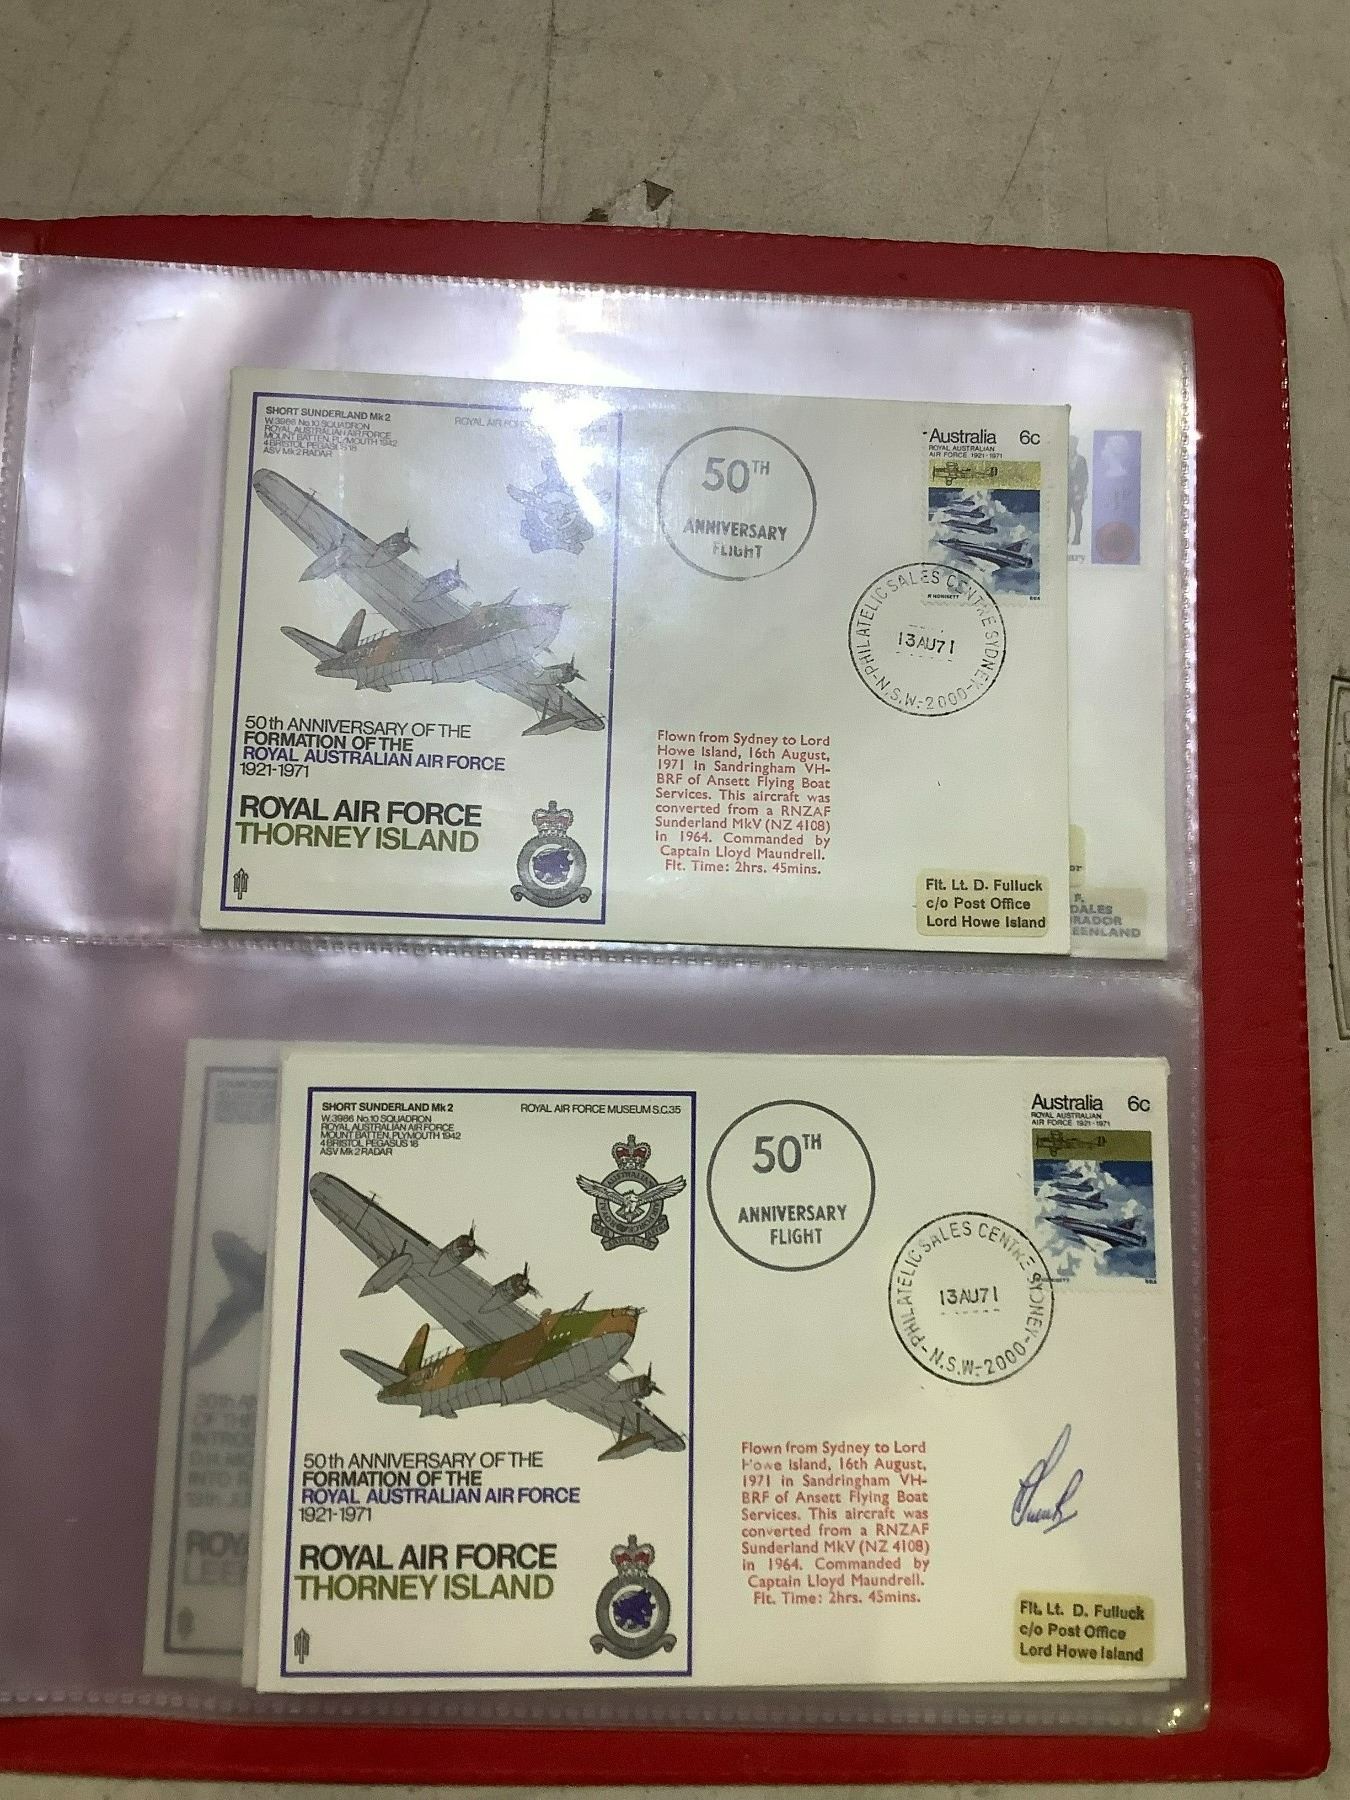 SHORT SUNDERLAND Mk2
W.3986 No.10 SQUADRON
ROYAL AUSTRALIAN AIR FORCE
MOUNT BATTEN, PLYMOUTH 1942
4 BRISTOL PEGASUS 18
ASV Mk2 RADAR
ROYAL AIR
50TH
ANNIVERSARY
FLIGHT
Australia 6c
ROYAL AUSTRALIAN
AIR FORCE 1921-1971
PHILATELIC SALES CENTRE SYDNEY
13AU71
N.S.W.-2000
50th ANNIVERSARY OF THE
FORMATION OF THE
ROYAL AUSTRALIAN AIR FORCE
1921-1971
ROYAL AIR FORCE
THORNEY ISLAND
Flown from Sydney to Lord
Howe Island, 16th August,
1971 in Sandringham VH-
BRF of Ansett Flying Boat
Services. This aircraft was
converted from a RNZAF
Sunderland MkV (NZ 4108)
in 1964. Commanded by
Captain Lloyd Maundrell.
Flt. Time: 2hrs. 45mins.
Flt. Lt. D. Fulluck
c/o Post Office
Lord Howe Island
DALES
RADOR
EENLAND
SHORT SUNDERLAND Mk2
W.3986 No.10 SQUADRON
ROYAL AUSTRALIAN AIR FORCE
MOUNT BATTEN, PLYMOUTH 1942
4 BRISTOL PEGASUS 18
ASV Mk2 RADAR
ROYAL AIR FORCE MUSEUM S.C.35
50TH
ANNIVERSARY
FLIGHT
Australia 6c
ROYAL AUSTRALIAN
AIR FORCE 1921-1971
PHILATELIC SALES CENTRE SYDNEY
13AU71
N.S.W.-2000
50th ANNIVERSARY OF THE
FORMATION OF THE
ROYAL AUSTRALIAN AIR FORCE
1921-1971
ROYAL AIR FORCE
THORNEY ISLAND
Flown from Sydney to Lord
Howe Island, 16th August,
1971 in Sandringham VH-
BRF of Ansett Flying Boat
Services. This aircraft was
converted from a RNZAF
Sunderland MkV (NZ 4108)
in 1964. Commanded by
Captain Lloyd Maundrell.
Flt. Time: 2hrs. 45mins.
Flt. Lt. D. Fulluck
c/o Post Office
Lord Howe Island